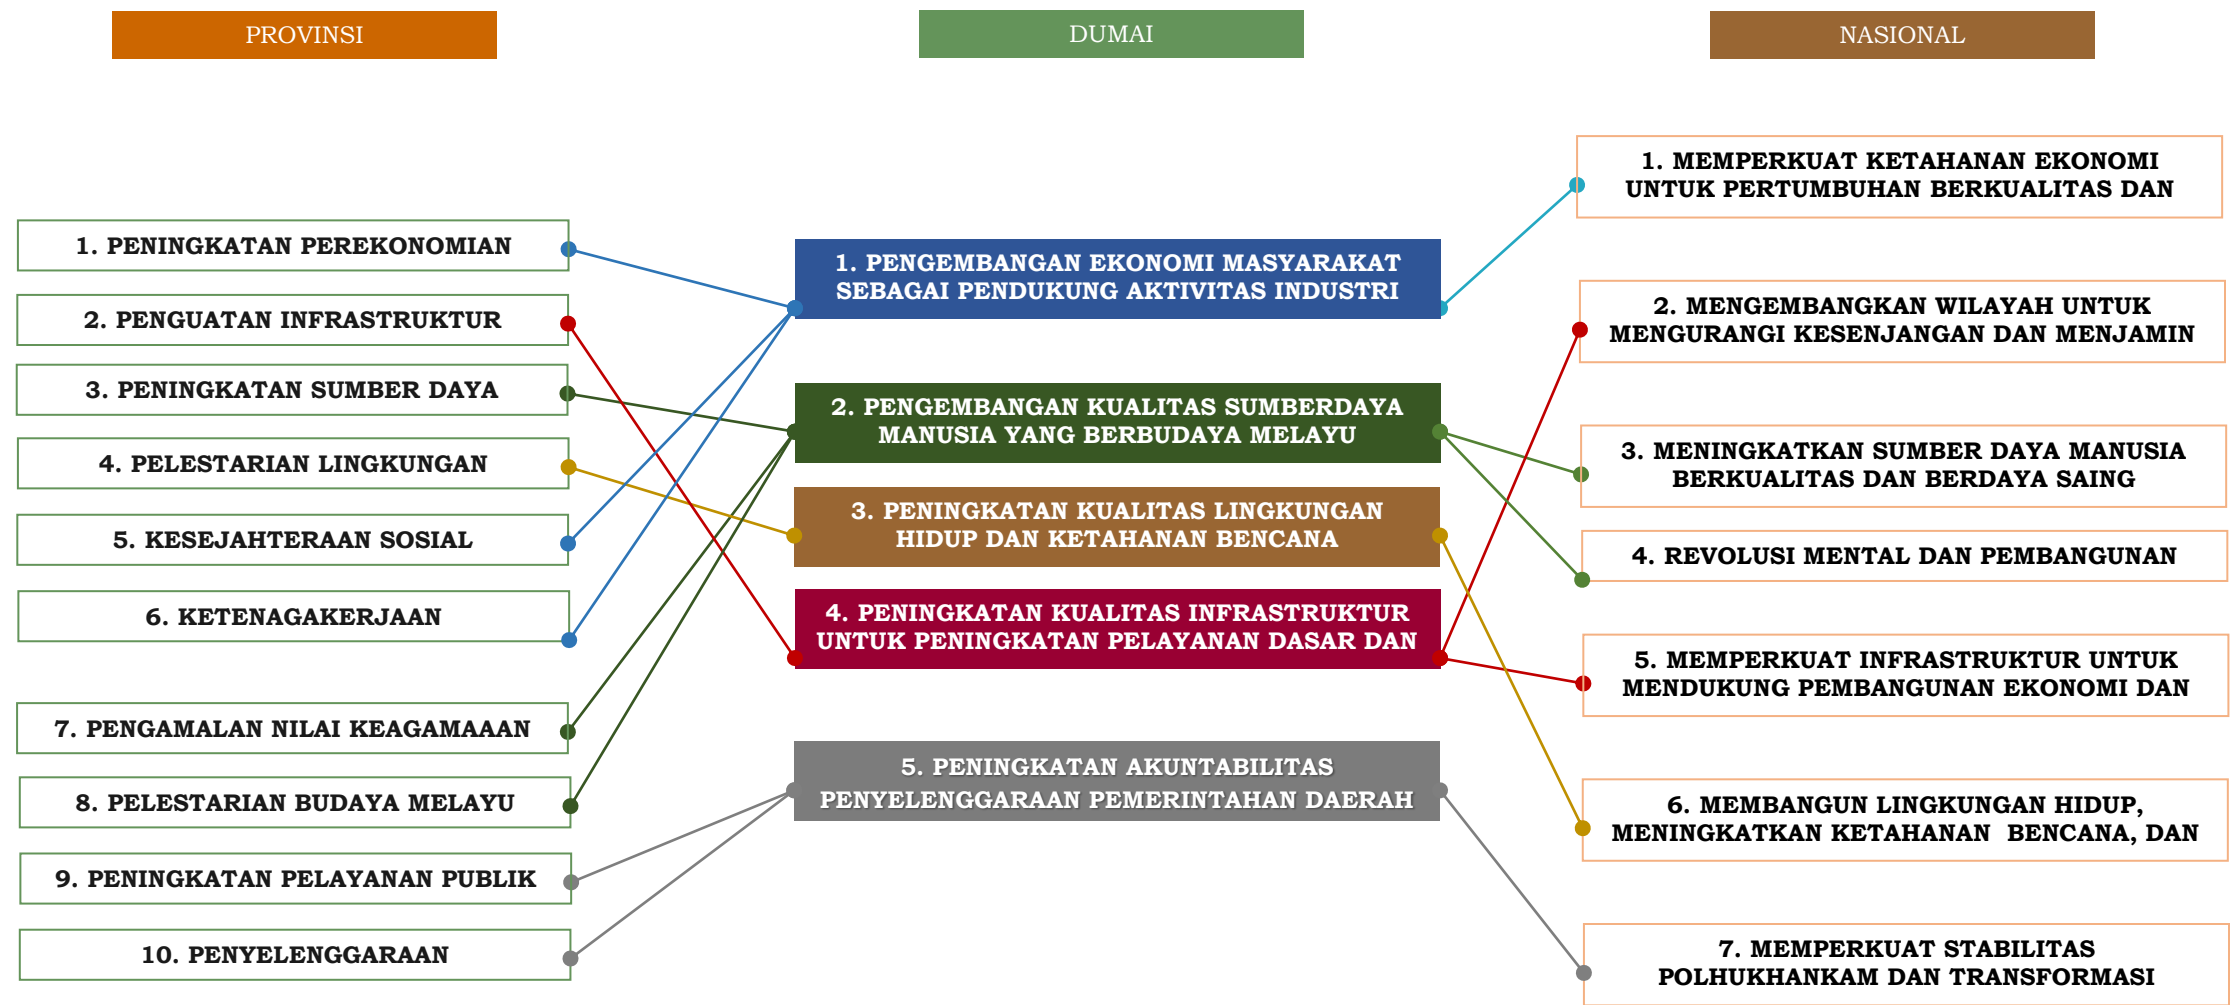 PROVINSI
DUMAI
NASIONAL
1. PENINGKATAN PEREKONOMIAN
2. PENGUATAN INFRASTRUKTUR
3. PENINGKATAN SUMBER DAYA
4. PELESTARIAN LINGKUNGAN
5. KESEJAHTERAAN SOSIAL
6. KETENAGAKERJAAN
7. PENGAMALAN NILAI KEAGAMAAAN
8. PELESTARIAN BUDAYA MELAYU
9. PENINGKATAN PELAYANAN PUBLIK
10. PENYELENGGARAAN
1. PENGEMBANGAN EKONOMI MASYARAKAT
SEBAGAI PENDUKUNG AKTIVITAS INDUSTRI
2. PENGEMBANGAN KUALITAS SUMBERDAYA
MANUSIA YANG BERBUDAYA MELAYU
3. PENINGKATAN KUALITAS LINGKUNGAN
HIDUP DAN KETAHANAN BENCANA
4. PENINGKATAN KUALITAS INFRASTRUKTUR
UNTUK PENINGKATAN PELAYANAN DASAR DAN
5. PENINGKATAN AKUNTABILITAS
PENYELENGGARAAN PEMERINTAHAN DAERAH
1. MEMPERKUAT KETAHANAN EKONOMI
UNTUK PERTUMBUHAN BERKUALITAS DAN
2. MENGEMBANGKAN WILAYAH UNTUK
MENGURANGI KESENJANGAN DAN MENJAMIN
3. MENINGKATKAN SUMBER DAYA MANUSIA
BERKUALITAS DAN BERDAYA SAING
4. REVOLUSI MENTAL DAN PEMBANGUNAN
5. MEMPERKUAT INFRASTRUKTUR UNTUK
MENDUKUNG PEMBANGUNAN EKONOMI DAN
6. MEMBANGUN LINGKUNGAN HIDUP,
MENINGKATKAN KETAHANAN  BENCANA, DAN
7. MEMPERKUAT STABILITAS
POLHUKHANKAM DAN TRANSFORMASI